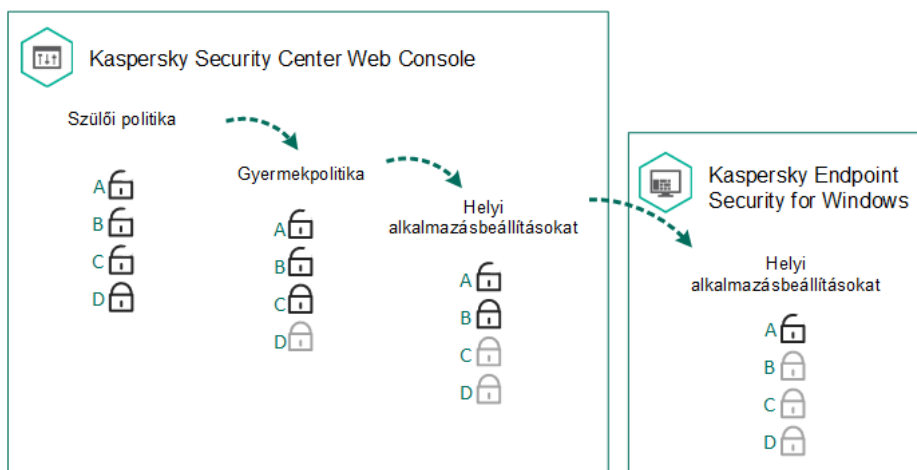 Kaspersky Security Center Web Console
Szülői politika
A
B
C
D
Gyermekpolitika
A
B
C
D
Helyi
alkalmazásbeállításokat
A
B
C
D
Kaspersky Endpoint
Security for Windows
Helyi
alkalmazásbeállításokat
A
B
C
D